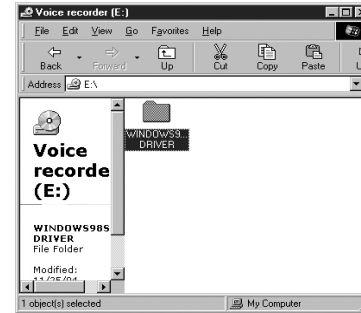 Voice recorder (E:)
File Edit View Go Favorites Help
Back Forward Up Cut Copy Paste
Address E:\
Voice
recorde
(E:)
WINDOWS9...
DRIVER
WINDOWS98S
DRIVER
File Folder
Modified:
1 object(s) selected
My Computer